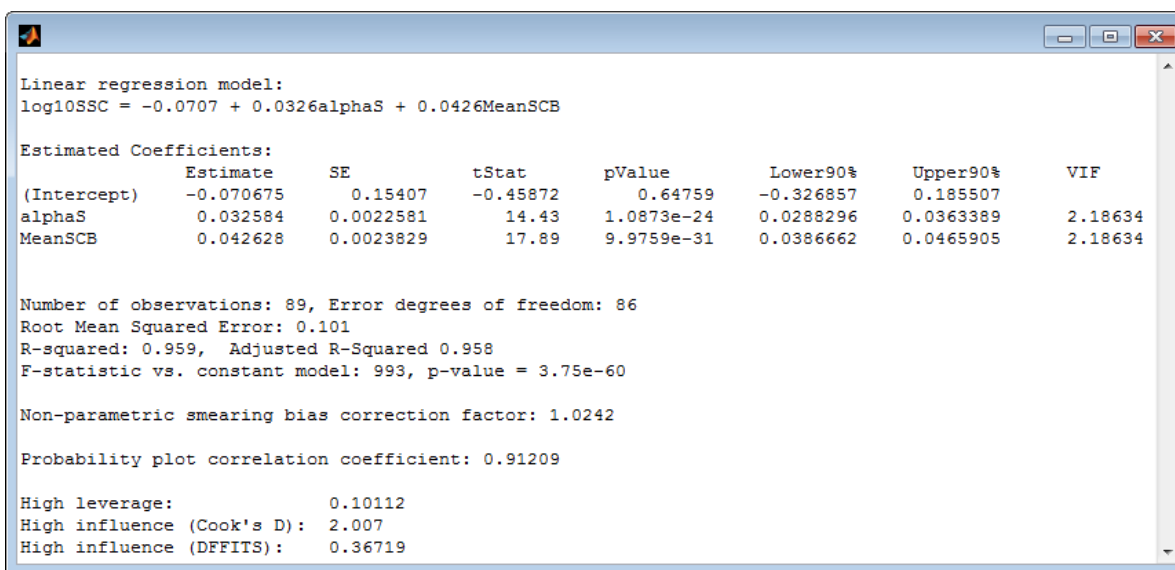 Linear regression model:
log10SSC = -0.0707 + 0.0326alphaS + 0.0426MeanSCB
Estimated Coefficients:
Estimate SE tStat pValue Lower90% Upper90% VIF
(Intercept) -0.070675 0.15407 -0.45872 0.64759 -0.326857 0.185507
alphaS 0.032584 0.0022581 14.43 1.0873e-24 0.0288296 0.0363389 2.18634
MeanSCB 0.042628 0.0023829 17.89 9.9759e-31 0.0386662 0.0465905 2.18634
Number of observations: 89, Error degrees of freedom: 86
Root Mean Squared Error: 0.101
R-squared: 0.959, Adjusted R-Squared 0.958
F-statistic vs. constant model: 993, p-value = 3.75e-60
Non-parametric smearing bias correction factor: 1.0242
Probability plot correlation coefficient: 0.91209
High leverage: 0.10112
High influence (Cook's D): 2.007
High influence (DFFITS): 0.36719